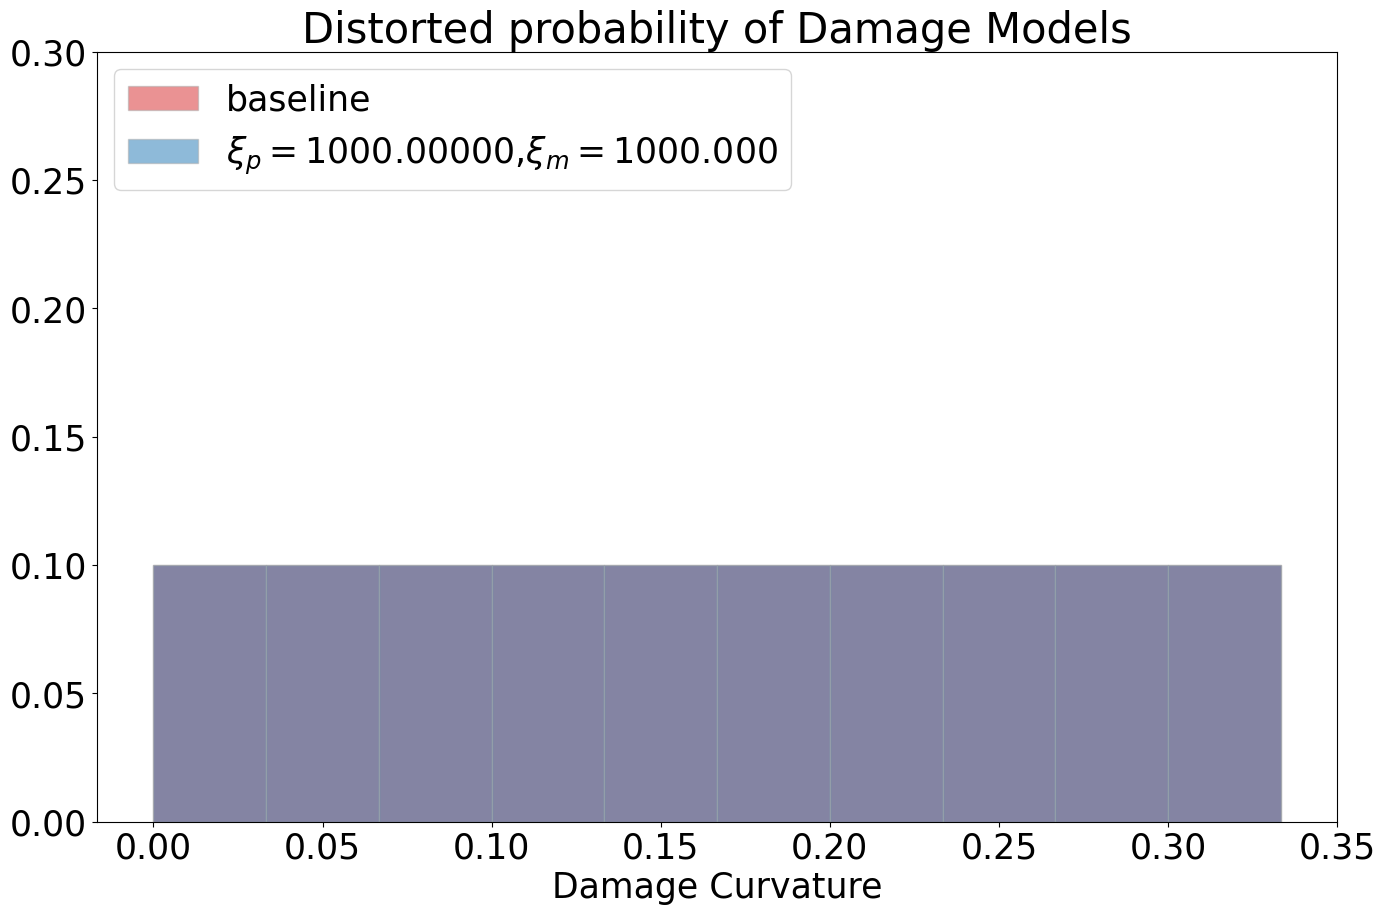 Distorted probability of Damage Models
0.30
0.25
0.20
0.15
0.10
0.05
0.00
baseline
ξₚ = 1000.00000,ξₘ = 1000.000
0.00 0.05 0.10 0.15 0.20 0.25 0.30 0.35
Damage Curvature